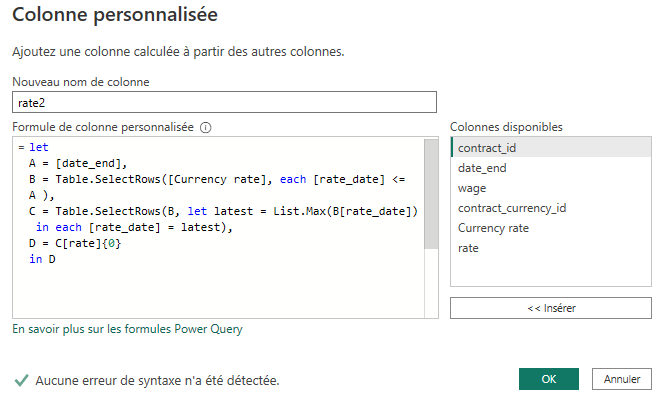 Colonne personnalisée
Ajoutez une colonne calculée à partir des autres colonnes.
Nouveau nom de colonne
rate2
Formule de colonne personnalisée
Colonnes disponibles
= let
A = [date_end],
B = Table.SelectRows([Currency rate], each [rate_date] <=
A ),
C = Table.SelectRows(B, let latest = List.Max(B[rate_date])
in each [rate_date] = latest),
D = C[rate]{0}
in D
contract_id
date_end
wage
contract_currency_id
Currency rate
rate
<< Insérer
En savoir plus sur les formules Power Query
Aucune erreur de syntaxe n'a été détectée.
OK
Annuler